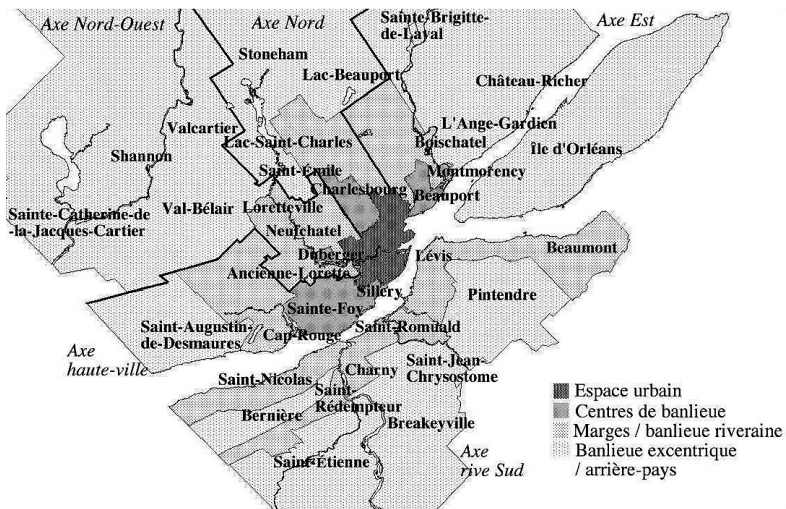 Axe Nord-Ouest
Axe Nord
Sainte-Brigitte-
de-Laval
Axe Est
Stoneham
Lac-Beauport
Château-Richer
Valcartier
L'Ange-Gardien
Lac-Saint-Charles
Boischatel
Shannon
Île d'Orléans
Saint-Émile
Montmorency
Charlesbourg
Beauport
Sainte-Catherine-de
-la-Jacques-Cartier
Val-Bélair
Loretteville
Neufchatel
Duberger
Lévis
Beaumont
Ancienne-Lorette
Sillery
Pintendre
Sainte-Foy
Saint-Augustin-
de-Desmaures
Cap-Rouge
Saint-Romuald
Axe
haute-ville
Saint-Nicolas
Charny
Saint-Jean-
Chrysostome
Saint-
Rédempteur
Bernière
Breakeyville
Saint-Étienne
Axe
rive Sud
Espace urbain
Centres de banlieue
Marges / banlieue riveraine
Banlieue excentrique
/ arrière-pays